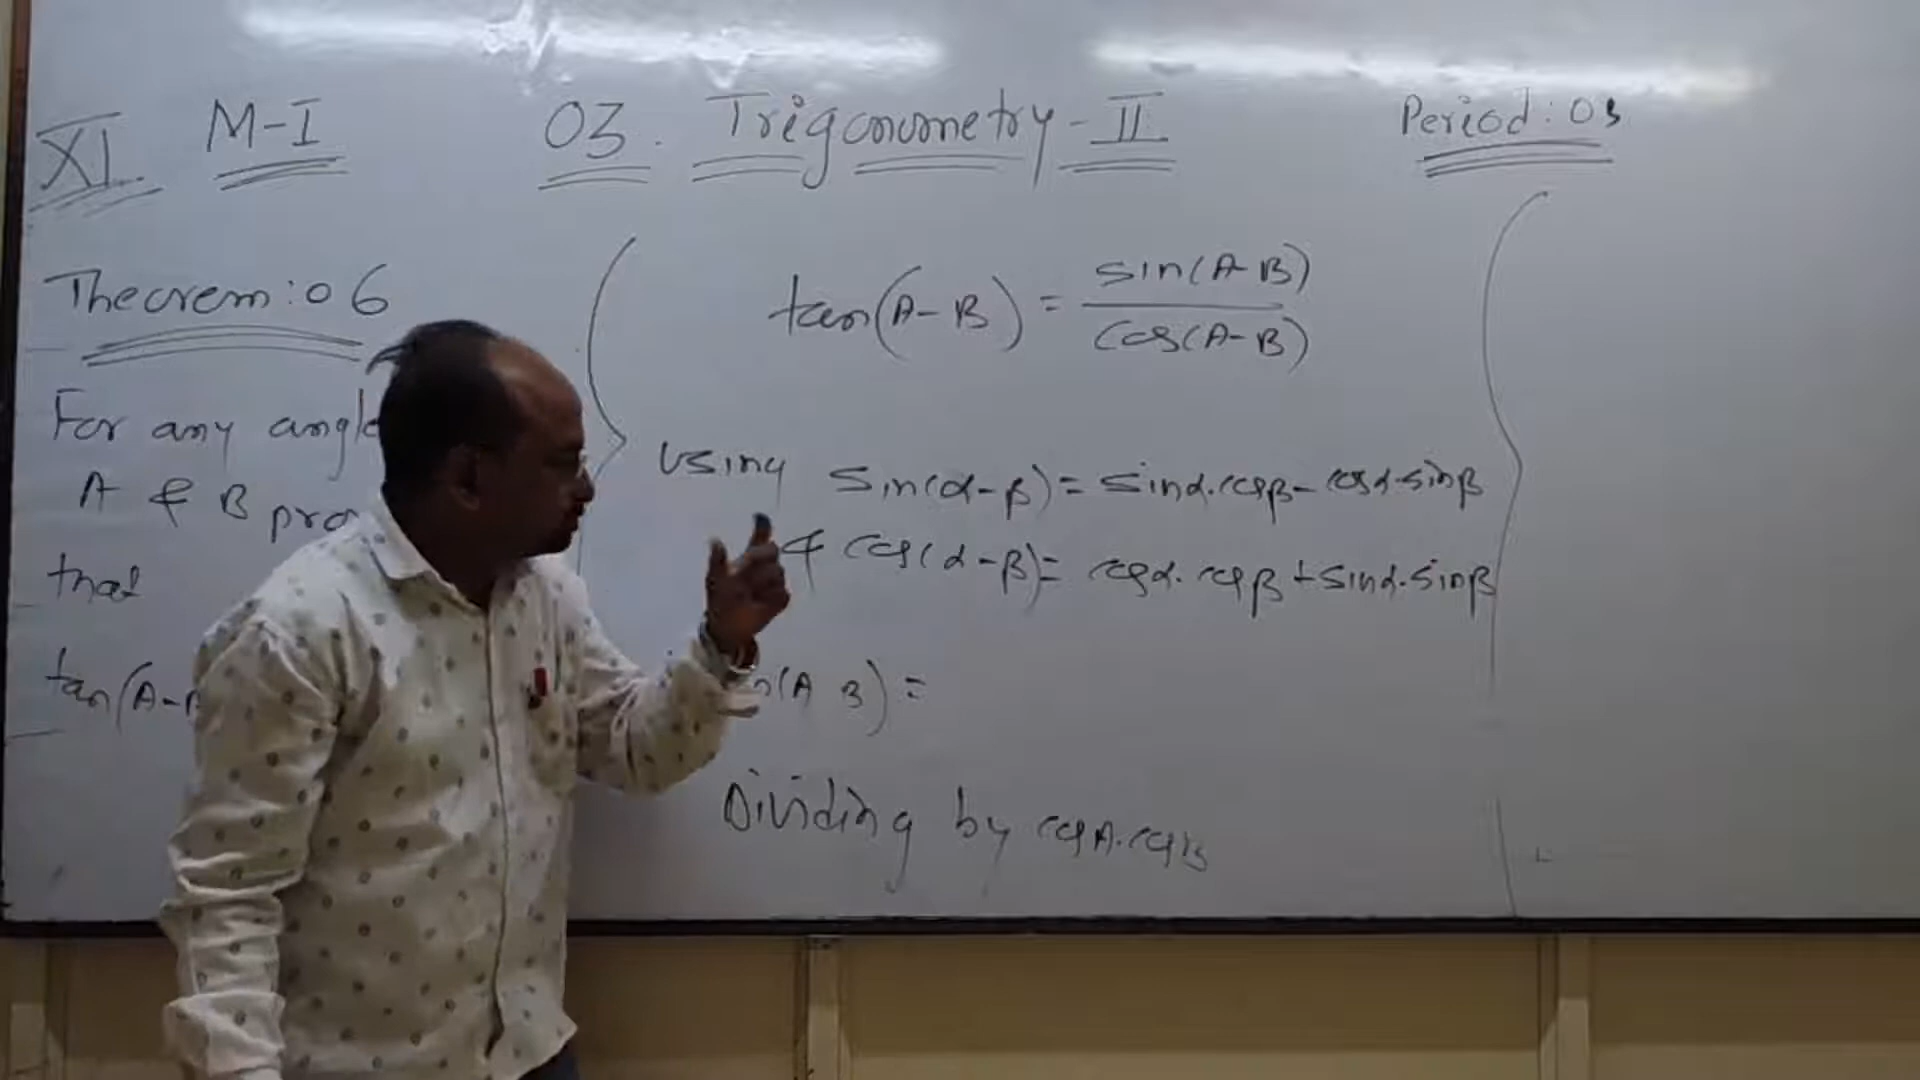 XI M-I 03. Trigonometry-II Period: 03
Theorem: 06
For any angle
A & B
that
tan(A-
tan(A-B) = sin(A-B) / cos(A-B)
Using sin(α-β) = sinα.cosβ - cosα.sinβ
& cos(α-β) = cosα.cosβ + sinα.sinβ
(A B) =
Dividing by cosA.cosB